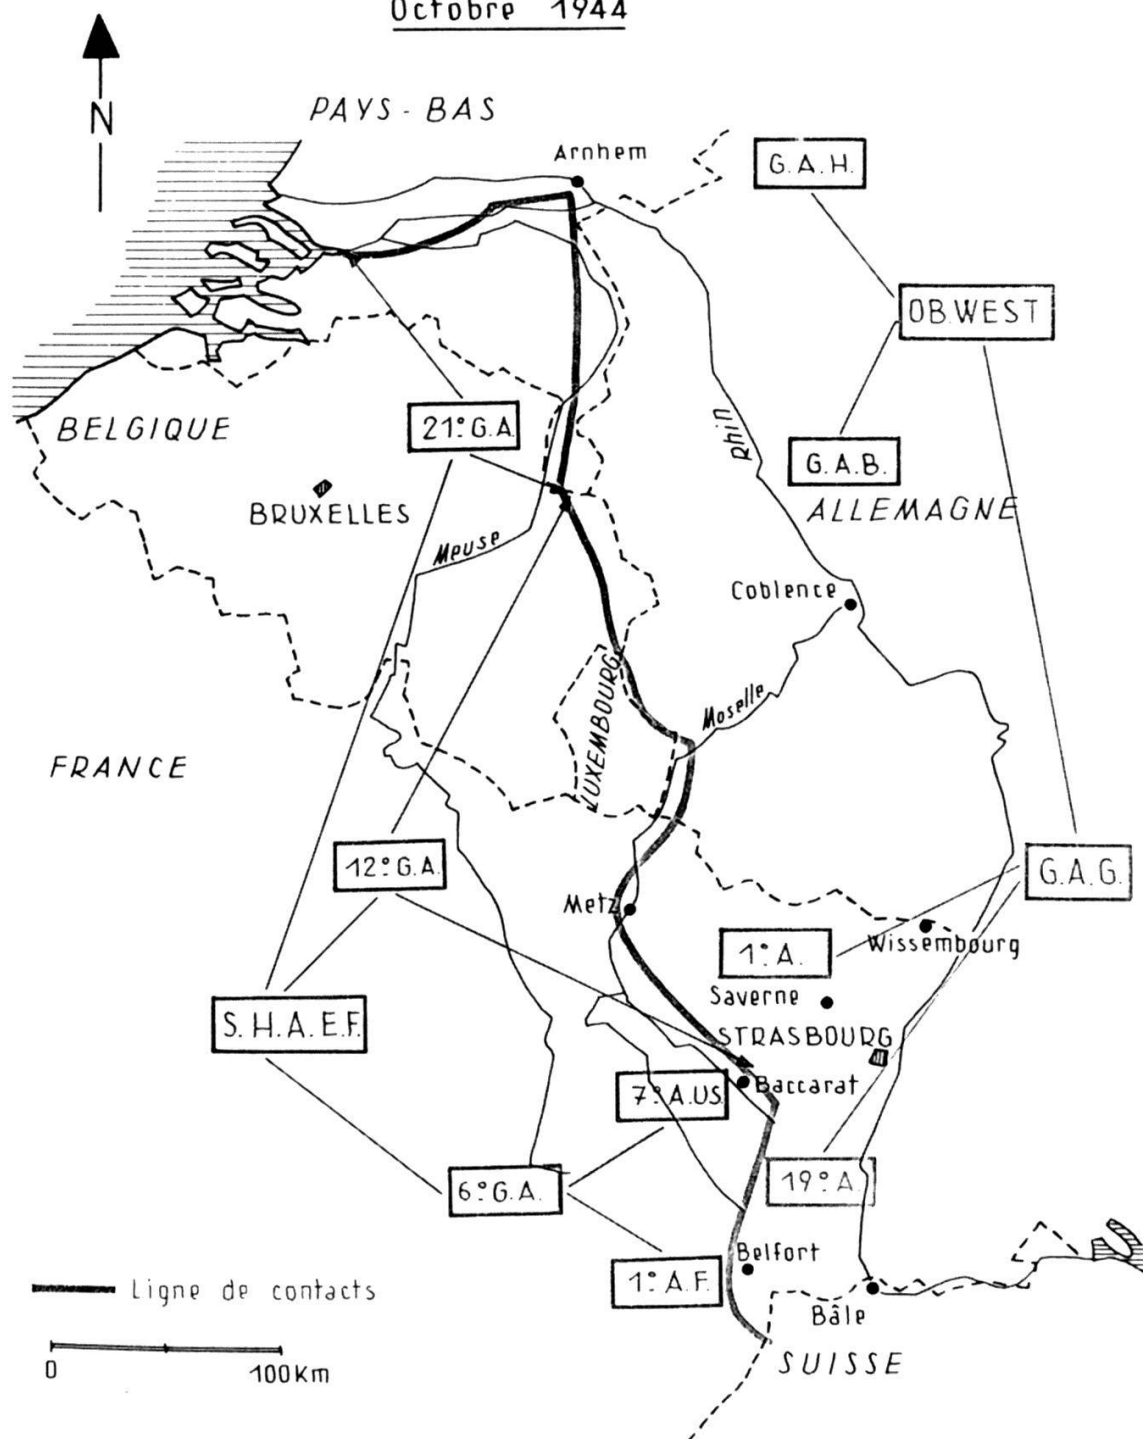 Octobre 1944
N
PAYS-BAS
Arnhem
G.A.H.
OB.WEST
BELGIQUE
21°G.A.
Rhin
G.A.B.
BRUXELLES
ALLEMAGNE
Meuse
Coblence
LUXEMBOURG
Moselle
FRANCE
12°G.A.
G.A.G.
Metz
1°A.
Wissembourg
Saverne
S.H.A.E.F.
STRASBOURG
Baccarat
7°A.US.
6°G.A.
19°A
Belfort
1°A.F.
Ligne de contacts
Bâle
0 100Km
SUISSE